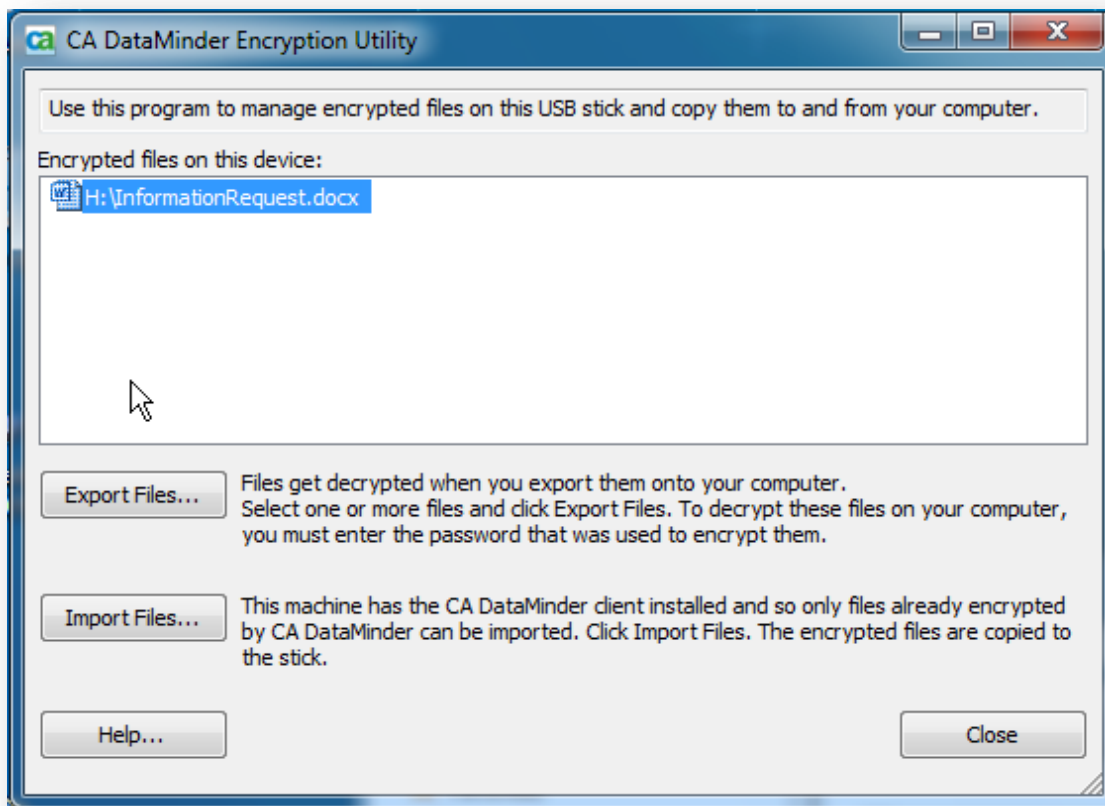 ca CA DataMinder Encryption Utility
Use this program to manage encrypted files on this USB stick and copy them to and from your computer.
Encrypted files on this device:
H:\InformationRequest.docx
Export Files...
Files get decrypted when you export them onto your computer.
Select one or more files and click Export Files. To decrypt these files on your computer,
you must enter the password that was used to encrypt them.
Import Files...
This machine has the CA DataMinder client installed and so only files already encrypted
by CA DataMinder can be imported. Click Import Files. The encrypted files are copied to
the stick.
Help...
Close